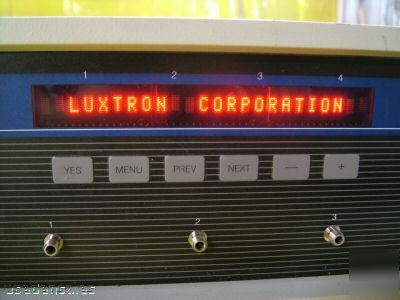 1 2 3 4
LUXTRON CORPORATION
YES MENU PREV NEXT — +
1 2 3